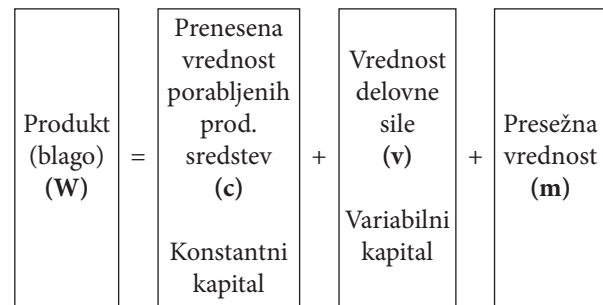 Produkt
(blago)
(W)
=
Prenesena
vrednost
porabljenih
prod.
sredstev
(c)
Konstantni
kapital
+
Vrednost
delovne
sile
(v)
Variabilni
kapital
+
Presežna
vrednost
(m)